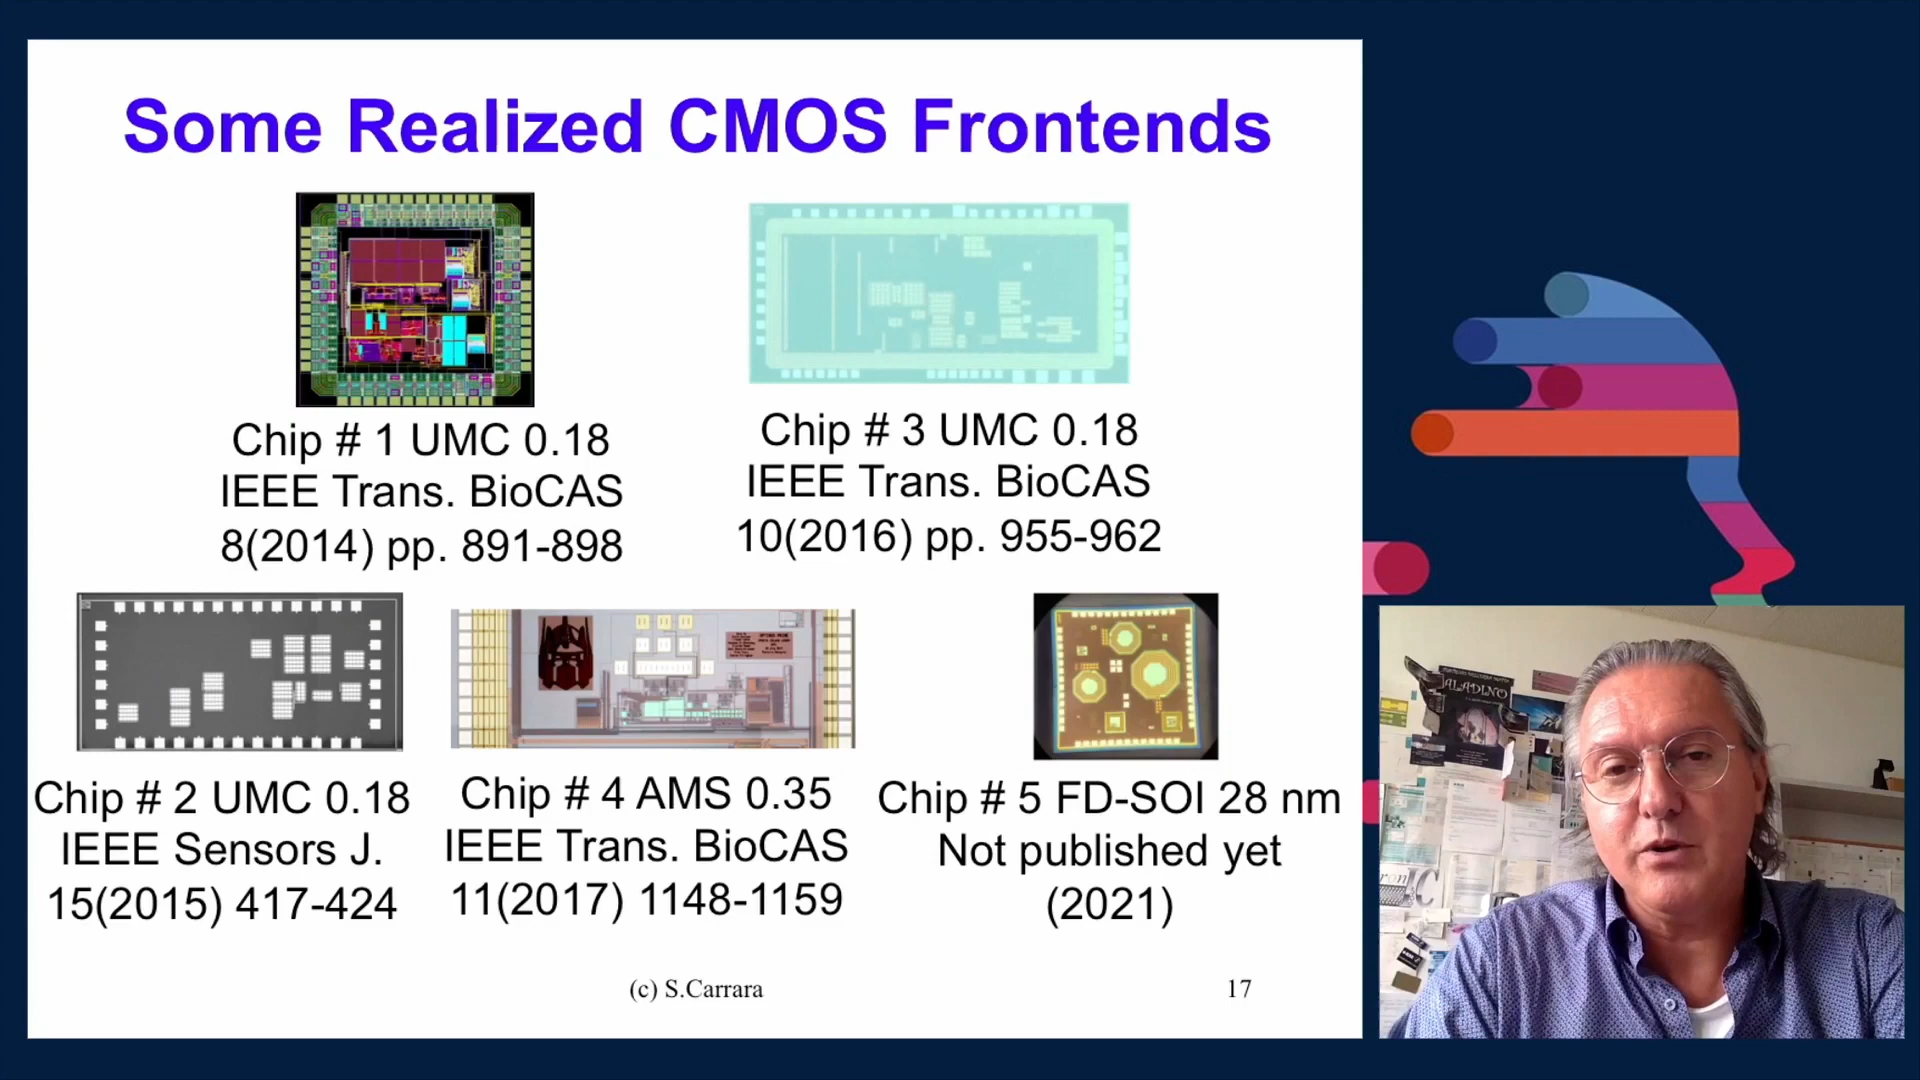 Some Realized CMOS Frontends
Chip # 1 UMC 0.18
IEEE Trans. BioCAS
8(2014) pp. 891-898
Chip # 3 UMC 0.18
IEEE Trans. BioCAS
10(2016) pp. 955-962
Chip # 2 UMC 0.18
IEEE Sensors J.
15(2015) 417-424
Chip # 4 AMS 0.35
IEEE Trans. BioCAS
11(2017) 1148-1159
Chip # 5 FD-SOI 28 nm
Not published yet
(2021)
(c) S.Carrara
17
ALADINO